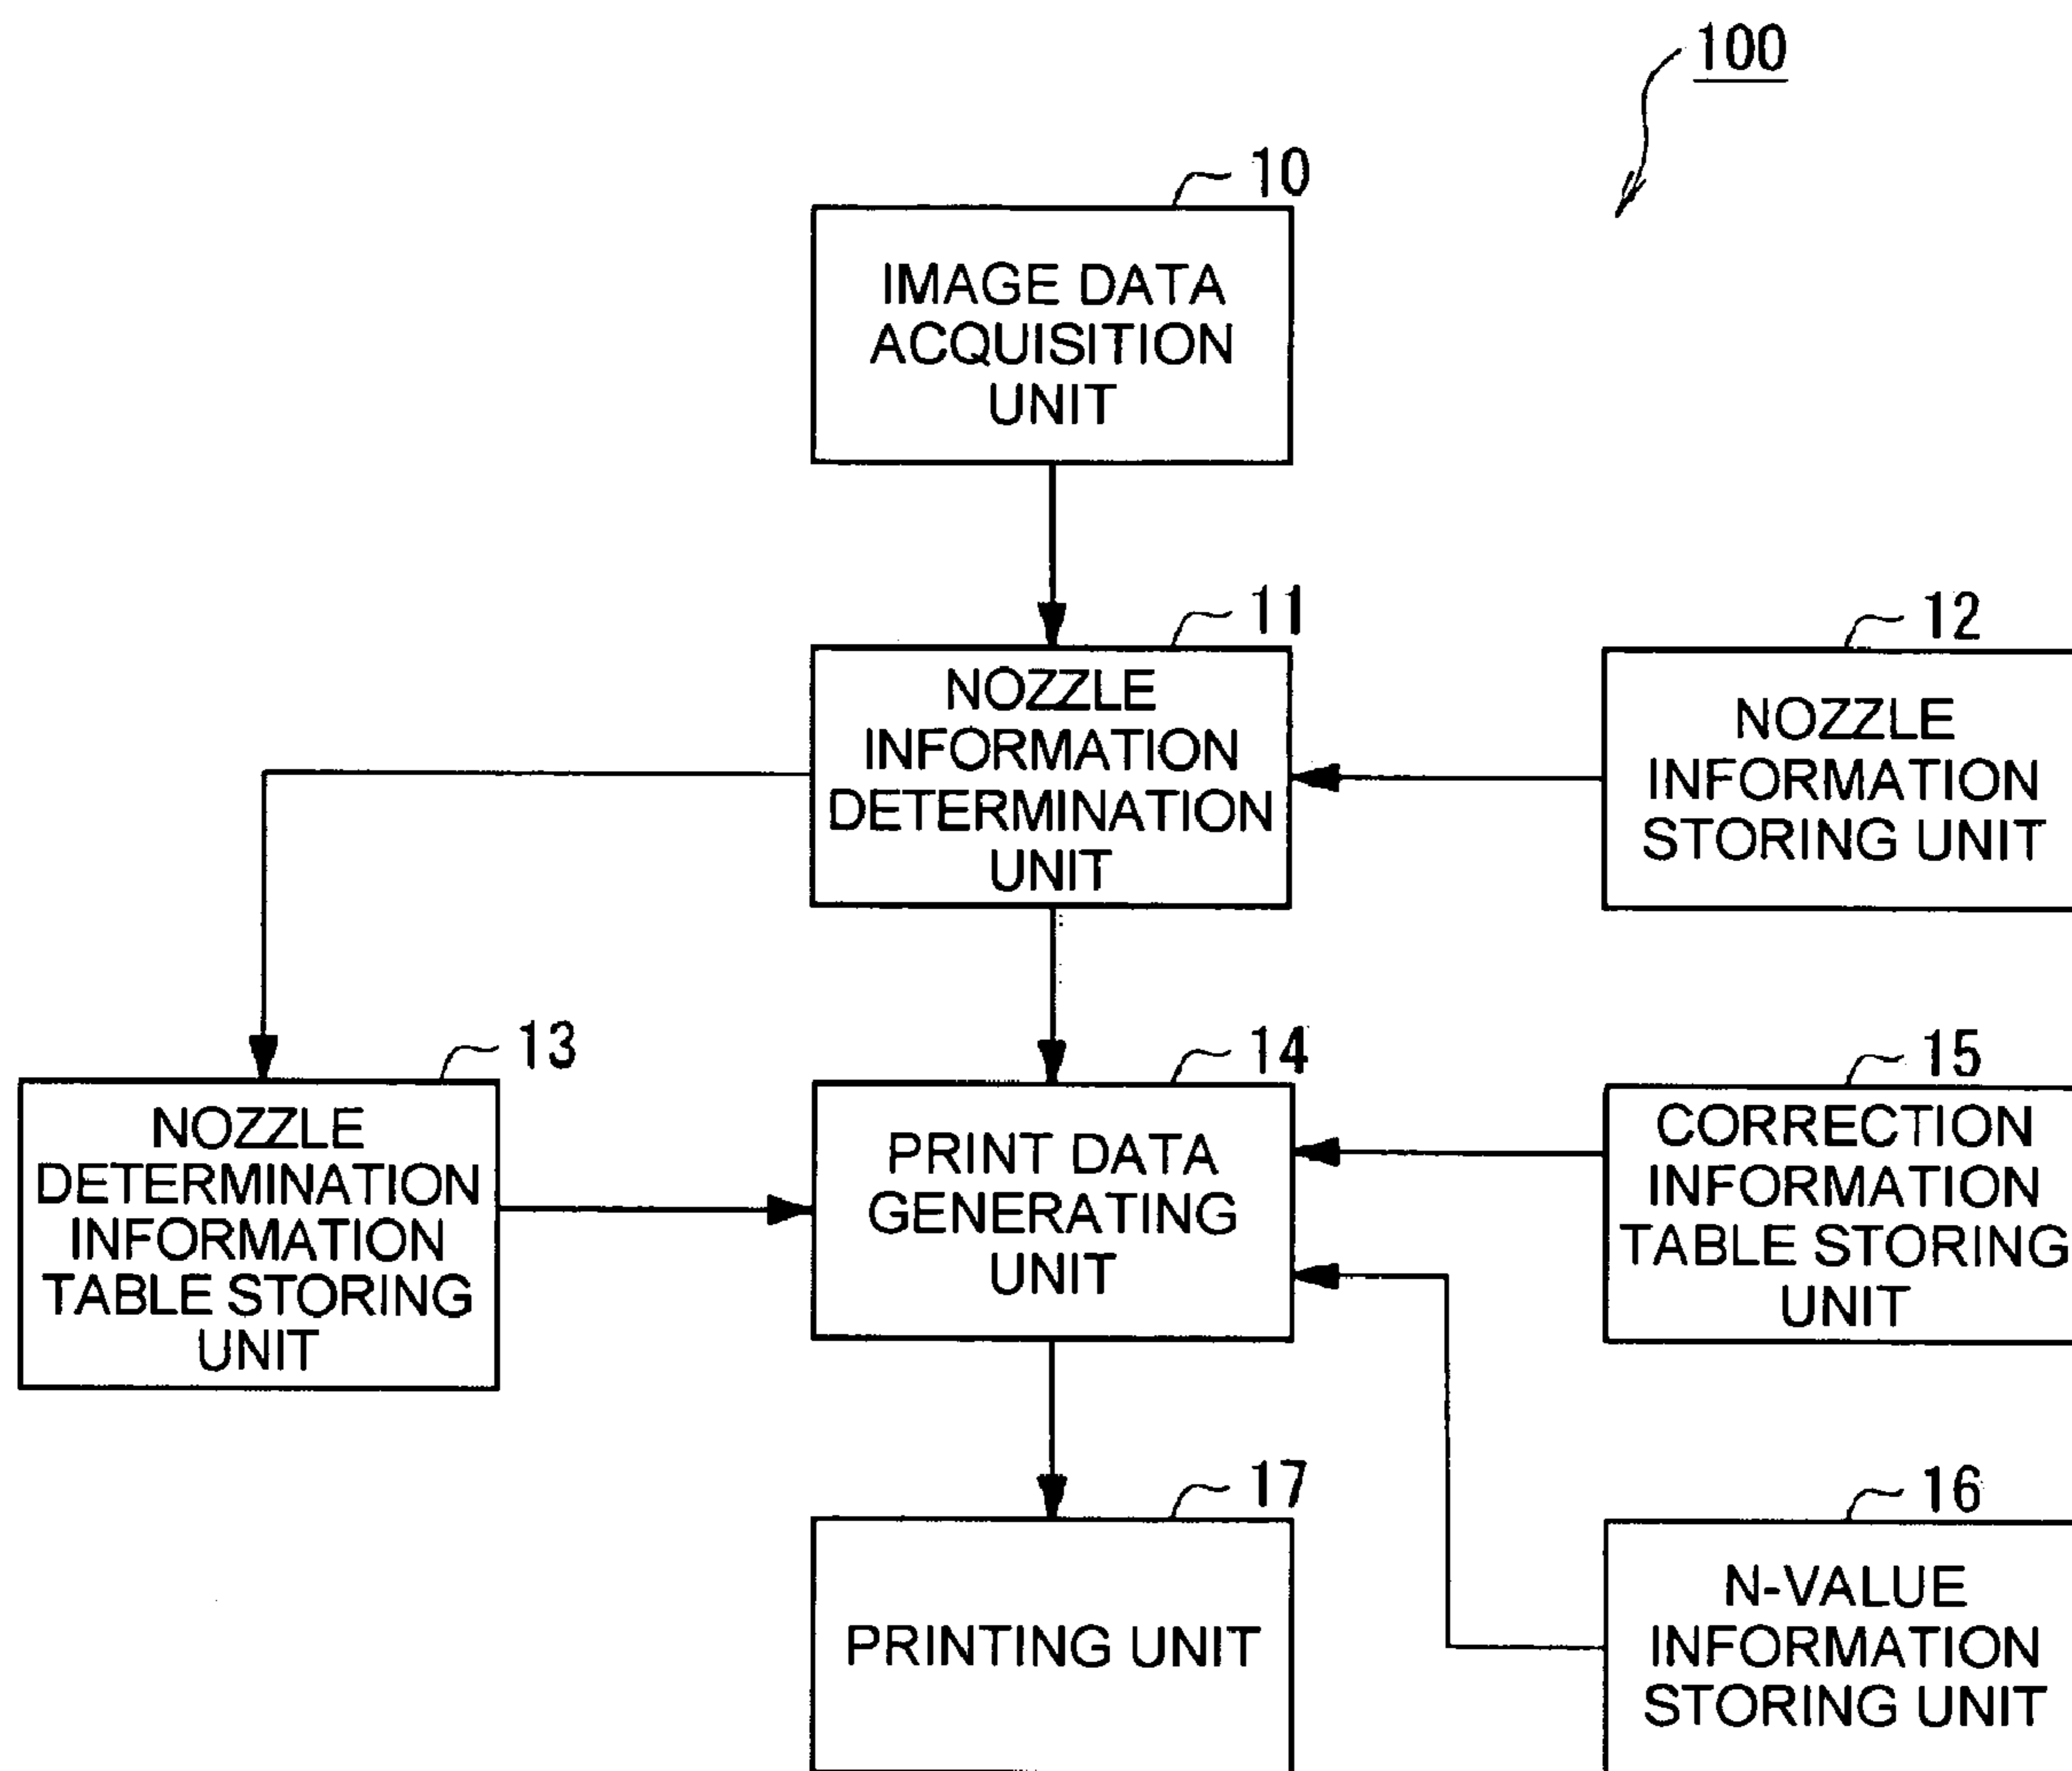 100
10
IMAGE DATA
ACQUISITION
UNIT
11
NOZZLE
INFORMATION
DETERMINATION
UNIT
12
NOZZLE
INFORMATION
STORING UNIT
13
NOZZLE
DETERMINATION
INFORMATION
TABLE STORING
UNIT
14
PRINT DATA
GENERATING
UNIT
15
CORRECTION
INFORMATION
TABLE STORING
UNIT
17
PRINTING UNIT
16
N-VALUE
INFORMATION
STORING UNIT